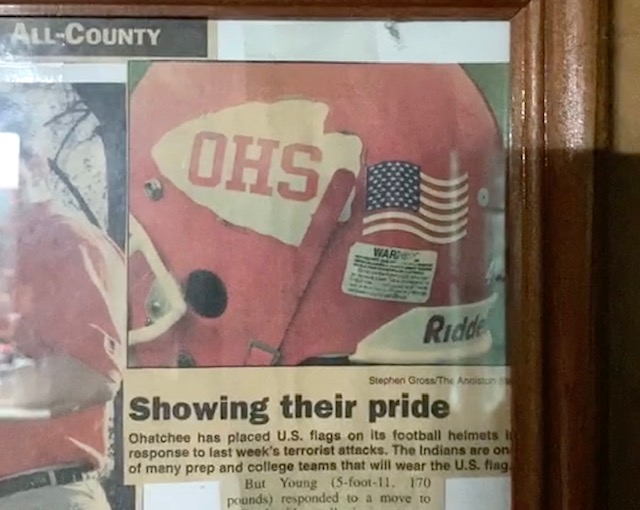 ALL-COUNTY
OHS
WARNING
Stephen Gross/The Anniston
Showing their pride
Ohatchee has placed U.S. flags on its football helmets
response to last week's terrorist attacks. The Indians are
of many prep and college teams that will wear the U.S. flag.
But Young (5-foot-11, 170
pounds) responded to a move to